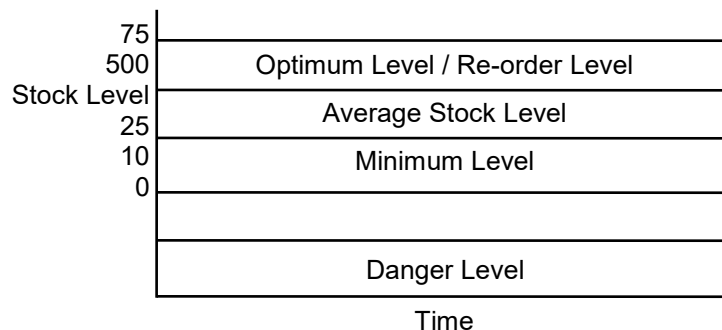 75
500
Optimum Level / Re-order Level
Stock Level
Average Stock Level
25
10
Minimum Level
0
Danger Level
Time